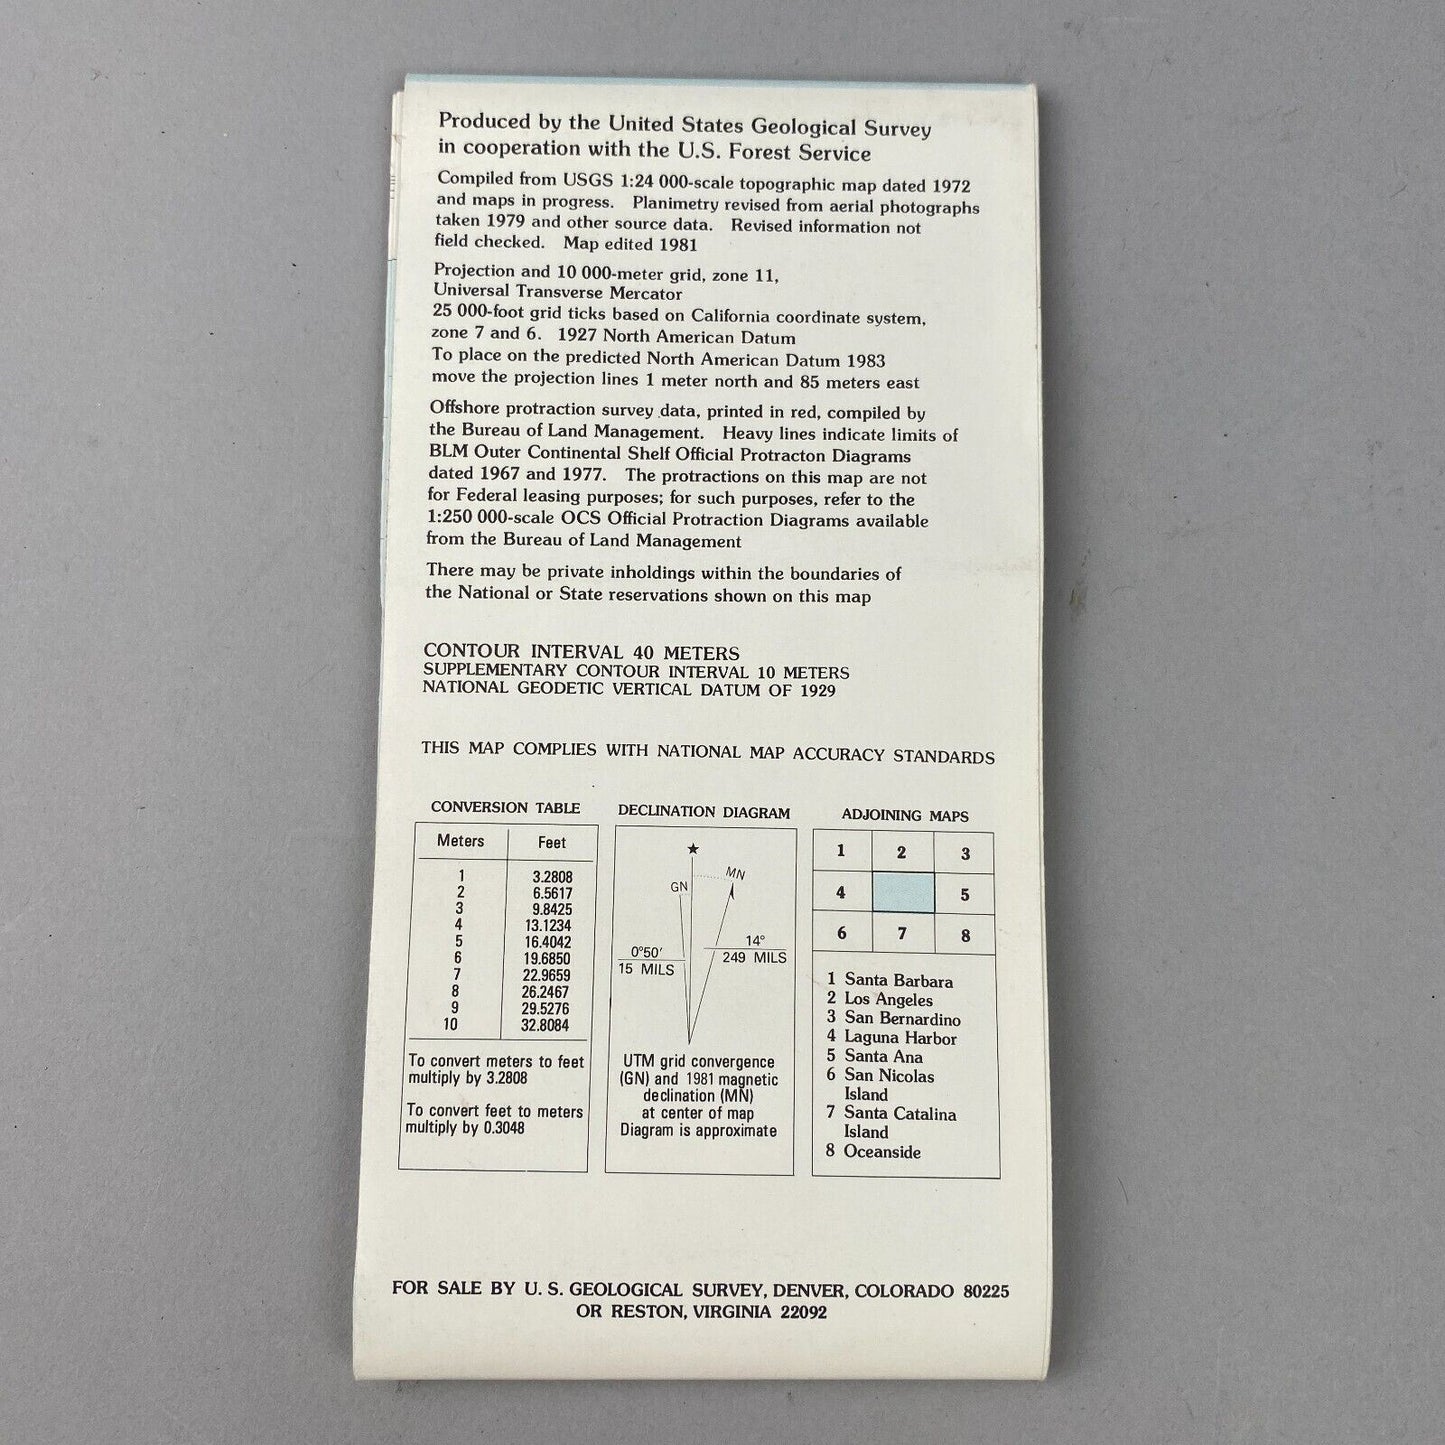 Produced by the United States Geological Survey
in cooperation with the U.S. Forest Service
Compiled from USGS 1:24 000-scale topographic map dated 1972
and maps in progress. Planimetry revised from aerial photographs
taken 1979 and other source data. Revised information not
field checked. Map edited 1981
Projection and 10 000-meter grid, zone 11,
Universal Transverse Mercator
25 000-foot grid ticks based on California coordinate system,
zone 7 and 6. 1927 North American Datum
To place on the predicted North American Datum 1983
move the projection lines 1 meter north and 85 meters east
Offshore protraction survey data, printed in red, compiled by
the Bureau of Land Management. Heavy lines indicate limits of
BLM Outer Continental Shelf Official Protracton Diagrams
dated 1967 and 1977. The protractions on this map are not
for Federal leasing purposes; for such purposes, refer to the
1:250 000-scale OCS Official Protraction Diagrams available
from the Bureau of Land Management
There may be private inholdings within the boundaries of
the National or State reservations shown on this map
CONTOUR INTERVAL 40 METERS
SUPPLEMENTARY CONTOUR INTERVAL 10 METERS
NATIONAL GEODETIC VERTICAL DATUM OF 1929
THIS MAP COMPLIES WITH NATIONAL MAP ACCURACY STANDARDS
CONVERSION TABLE
Meters Feet
1 3.2808
2 6.5617
3 9.8425
4 13.1234
5 16.4042
6 19.6850
7 22.9659
8 26.2467
9 29.5276
10 32.8084
To convert meters to feet
multiply by 3.2808
To convert feet to meters
multiply by 0.3048
DECLINATION DIAGRAM
GN
MN
0°50′
15 MILS
14°
249 MILS
UTM grid convergence
(GN) and 1981 magnetic
declination (MN)
at center of map
Diagram is approximate
ADJOINING MAPS
1 2 3
4 5
6 7 8
1 Santa Barbara
2 Los Angeles
3 San Bernardino
4 Laguna Harbor
5 Santa Ana
6 San Nicolas
Island
7 Santa Catalina
Island
8 Oceanside
FOR SALE BY U. S. GEOLOGICAL SURVEY, DENVER, COLORADO 80225
OR RESTON, VIRGINIA 22092